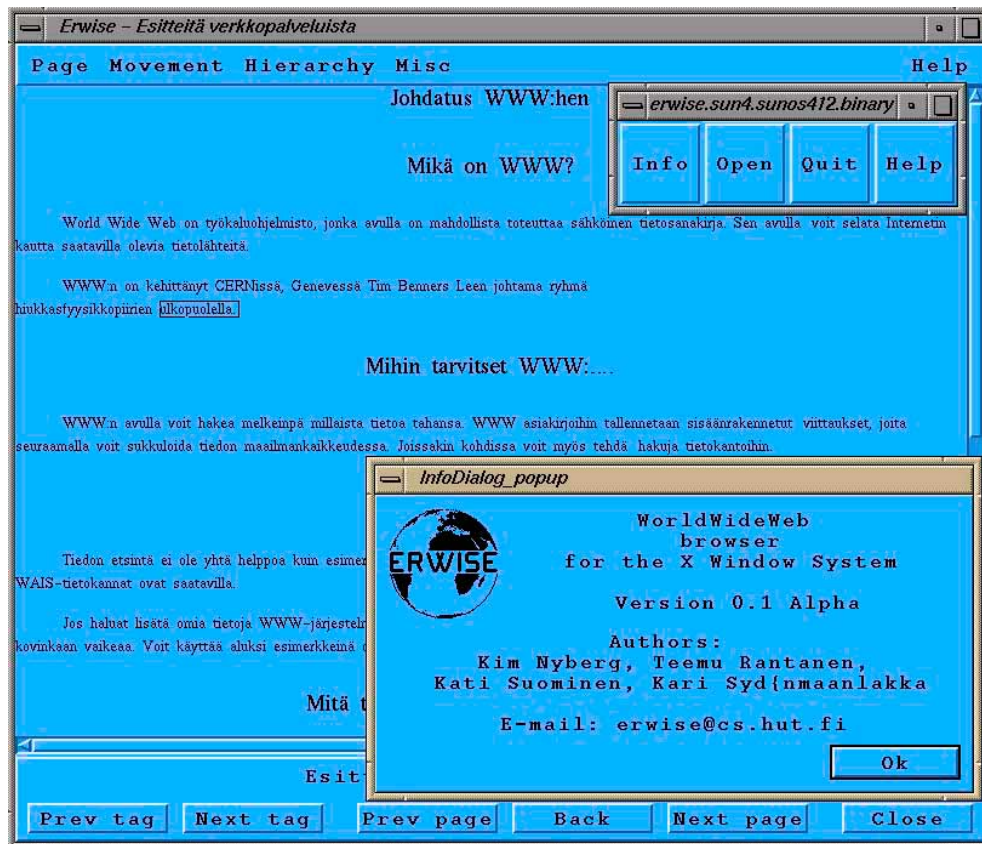 Erwise – Esitteitä verkkopalveluista
Page Movement Hierarchy Misc Help
Johdatus WWW:hen
erwise.sun4.sunos412.binary
Info Open Quit Help
Mikä on WWW?
World Wide Web on työkaluohjelmisto, jonka avulla on mahdollista toteuttaa sähköinen tietosanakirja. Sen avulla voit selata Internetin
kautta saatavilla olevia tietolähteitä.
WWW:n on kehittänyt CERNissä, Genevessä Tim Benners Leen johtama ryhmä
hiukkasfyysikkopiirien ulkopuolella.
Mihin tarvitset WWW:....
WWW:n avulla voit hakea melkeinpä millaista tietoa tahansa. WWW asiakirjoihin tallennetaan sisäänrakennetut viittaukset, joita
seuraamalla voit sukkuloida tiedon maailmankaikkeudessa. Joissakin kohdissa voit myös tehdä hakuja tietokantoihin.
Tiedon etsintä ei ole yhtä helppoa kuin esimer
WAIS-tietokannat ovat saatavilla.
Jos haluat lisätä omia tietoja WWW-järjestelm
kovinkaan vaikeaa. Voit käyttää aluksi esimerkkeinä
Mitä t
InfoDialog_popup
ERWISE
WorldWideWeb
browser
for the X Window System
Version 0.1 Alpha
Authors:
Kim Nyberg, Teemu Rantanen,
Kati Suominen, Kari Syd{nmaanlakka
E-mail: erwise@cs.hut.fi
Ok
Esit
Prev tag Next tag Prev page Back Next page Close